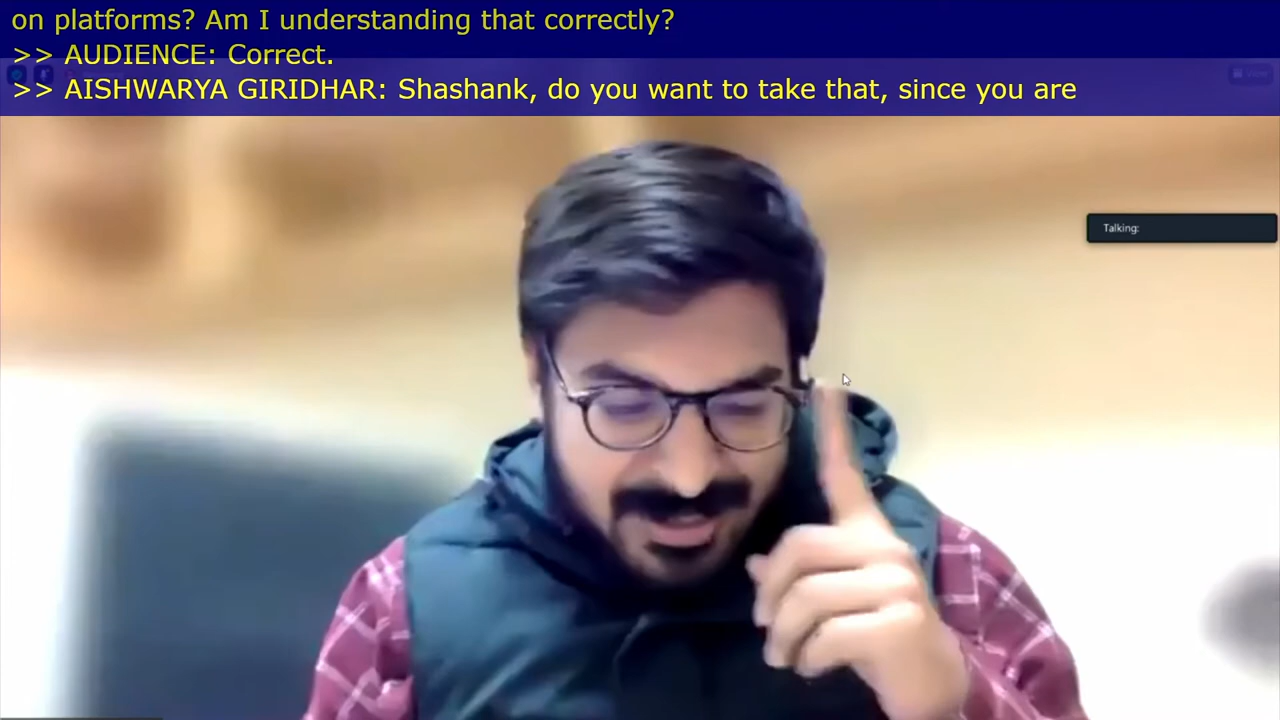 on platforms? Am I understanding that correctly?
>> AUDIENCE: Correct.
>> AISHWARYA GIRIDHAR: Shashank, do you want to take that, since you are
View
Talking: